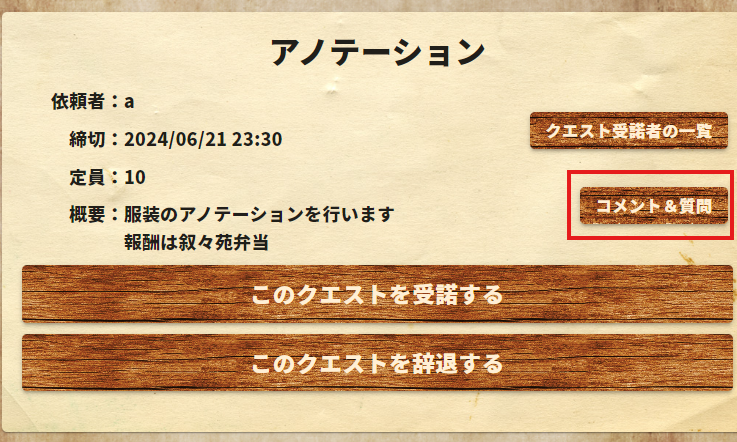 アノテーション
依頼者：a
締切：2024/06/21 23:30
クエスト受諾者の一覧
定員：10
コメント＆質問
概要：服装のアノテーションを行います
報酬は叙々苑弁当
このクエストを受諾する
このクエストを辞退する